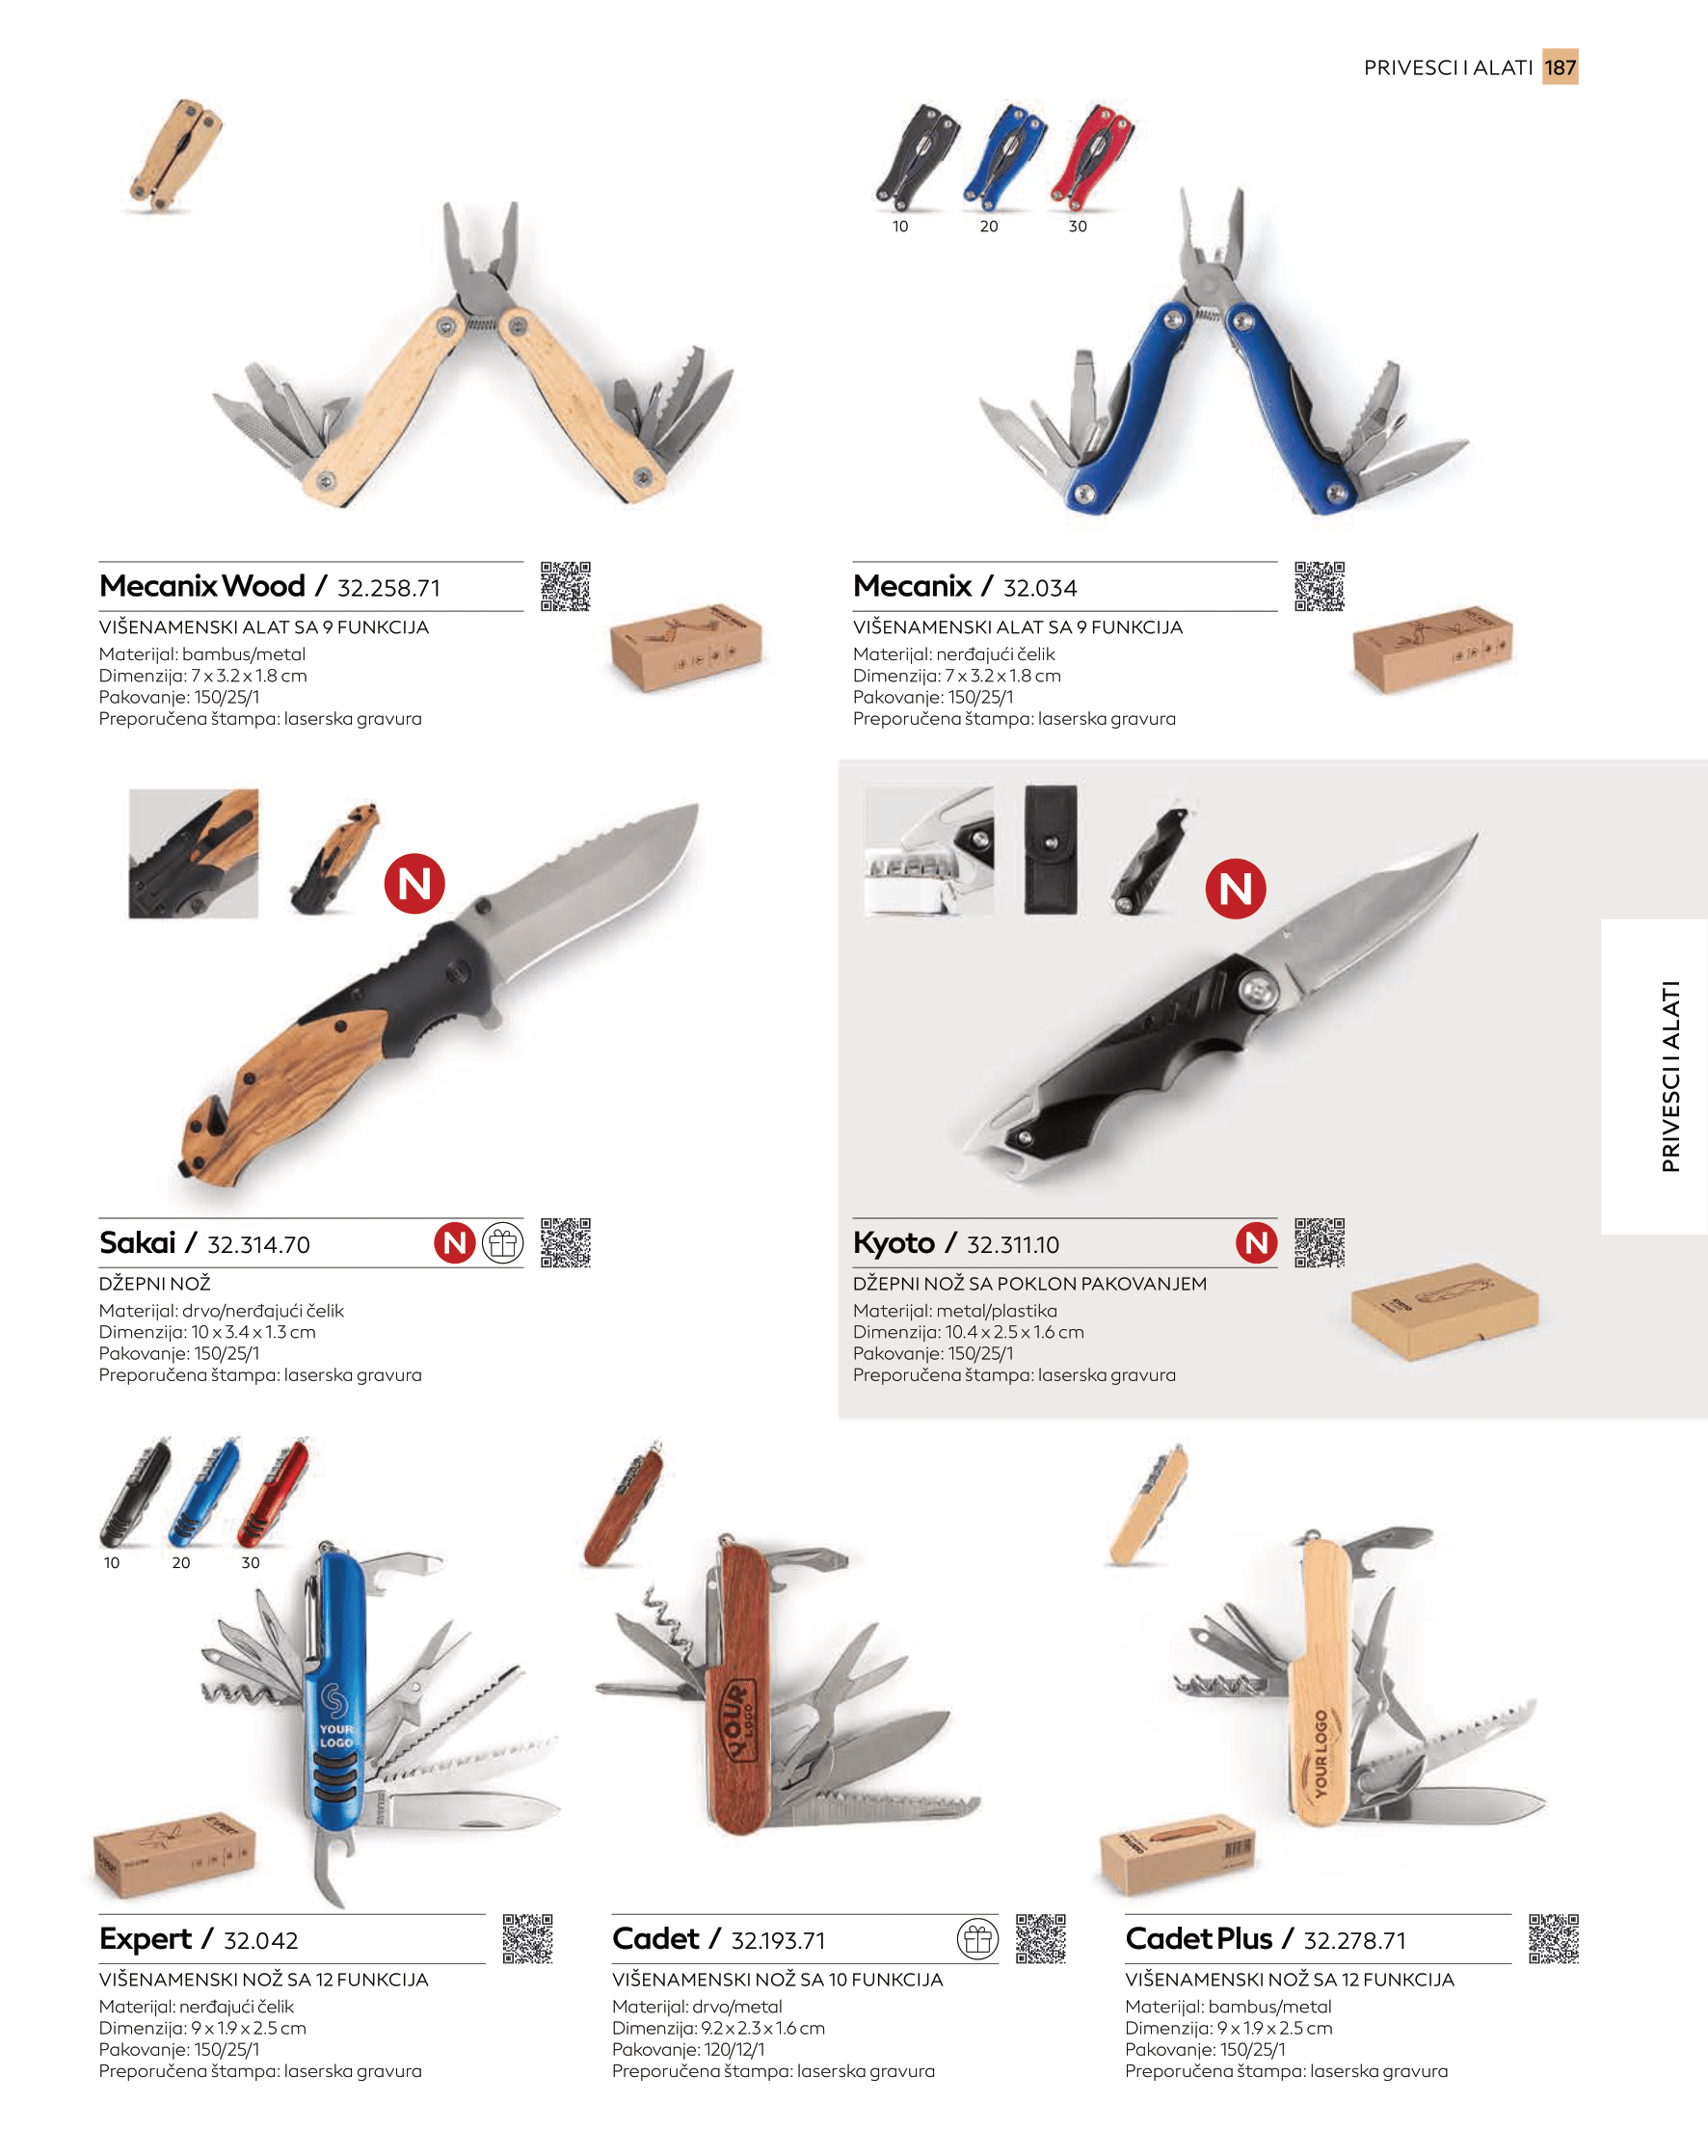 PRIVESCI I ALATI 187
10 20 30
Mecanix Wood / 32.258.71
VIŠENAMENSKI ALAT SA 9 FUNKCIJA
Materijal: bambus/metal
Dimenzija: 7 x 3.2 x 1.8 cm
Pakovanje: 150/25/1
Preporučena štampa: laserska gravura
Mecanix / 32.034
VIŠENAMENSKI ALAT SA 9 FUNKCIJA
Materijal: nerđajući čelik
Dimenzija: 7 x 3.2 x 1.8 cm
Pakovanje: 150/25/1
Preporučena štampa: laserska gravura
N
N
Sakai / 32.314.70 N
DŽEPNI NOŽ
Materijal: drvo/nerđajući čelik
Dimenzija: 10 x 3.4 x 1.3 cm
Pakovanje: 150/25/1
Preporučena štampa: laserska gravura
Kyoto / 32.311.10 N
DŽEPNI NOŽ SA POKLON PAKOVANJEM
Materijal: metal/plastika
Dimenzija: 10.4 x 2.5 x 1.6 cm
Pakovanje: 150/25/1
Preporučena štampa: laserska gravura
PRIVESCI I ALATI
10 20 30
YOUR
LOGO
YOUR
LOGO
YOUR LOGO
EXPERT
Expert / 32.042
VIŠENAMENSKI NOŽ SA 12 FUNKCIJA
Materijal: nerđajući čelik
Dimenzija: 9 x 1.9 x 2.5 cm
Pakovanje: 150/25/1
Preporučena štampa: laserska gravura
Cadet / 32.193.71
VIŠENAMENSKI NOŽ SA 10 FUNKCIJA
Materijal: drvo/metal
Dimenzija: 9.2 x 2.3 x 1.6 cm
Pakovanje: 120/12/1
Preporučena štampa: laserska gravura
Cadet Plus / 32.278.71
VIŠENAMENSKI NOŽ SA 12 FUNKCIJA
Materijal: bambus/metal
Dimenzija: 9 x 1.9 x 2.5 cm
Pakovanje: 150/25/1
Preporučena štampa: laserska gravura